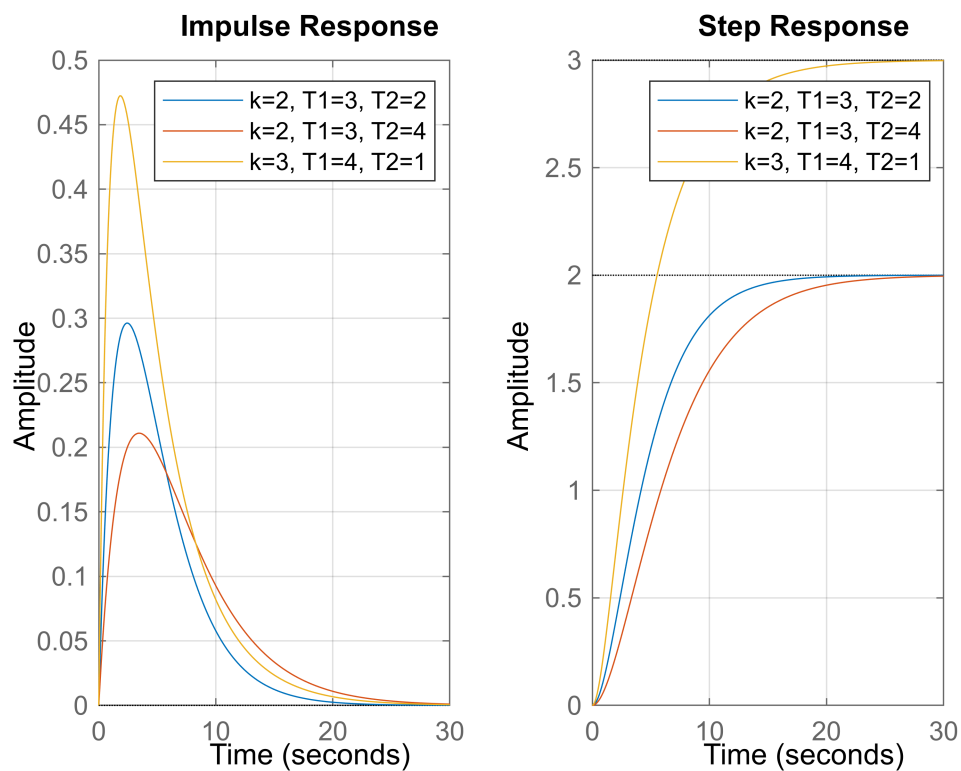 Impulse Response
0.5
0.45
0.4
0.35
0.3
0.25
0.2
0.15
0.1
0.05
0
Amplitude
k=2, T1=3, T2=2
k=2, T1=3, T2=4
k=3, T1=4, T2=1
0 10 20 30
Time (seconds)
Step Response
3
2.5
2
1.5
1
0.5
0
Amplitude
k=2, T1=3, T2=2
k=2, T1=3, T2=4
k=3, T1=4, T2=1
0 10 20 30
Time (seconds)